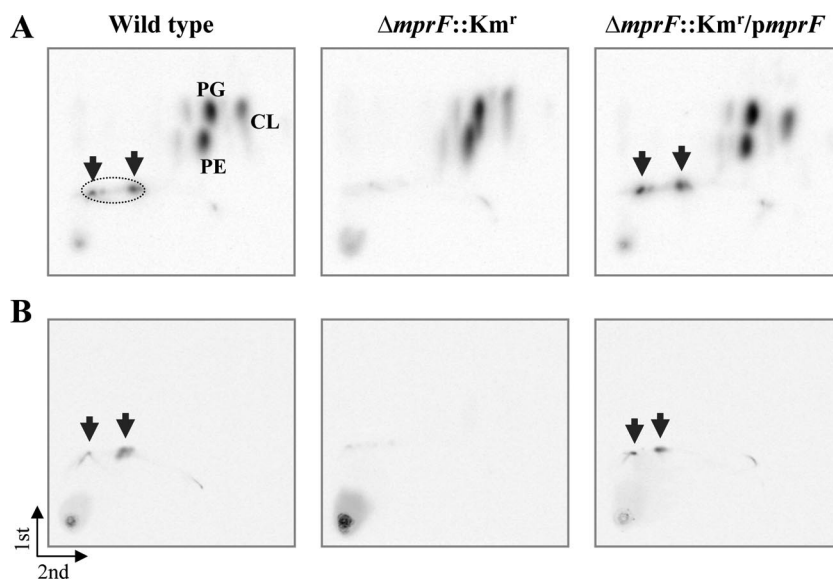 A
Wild type
ΔmprF::Kmʳ
ΔmprF::Kmʳ/pmprF
PG
CL
PE
B
1st
2nd